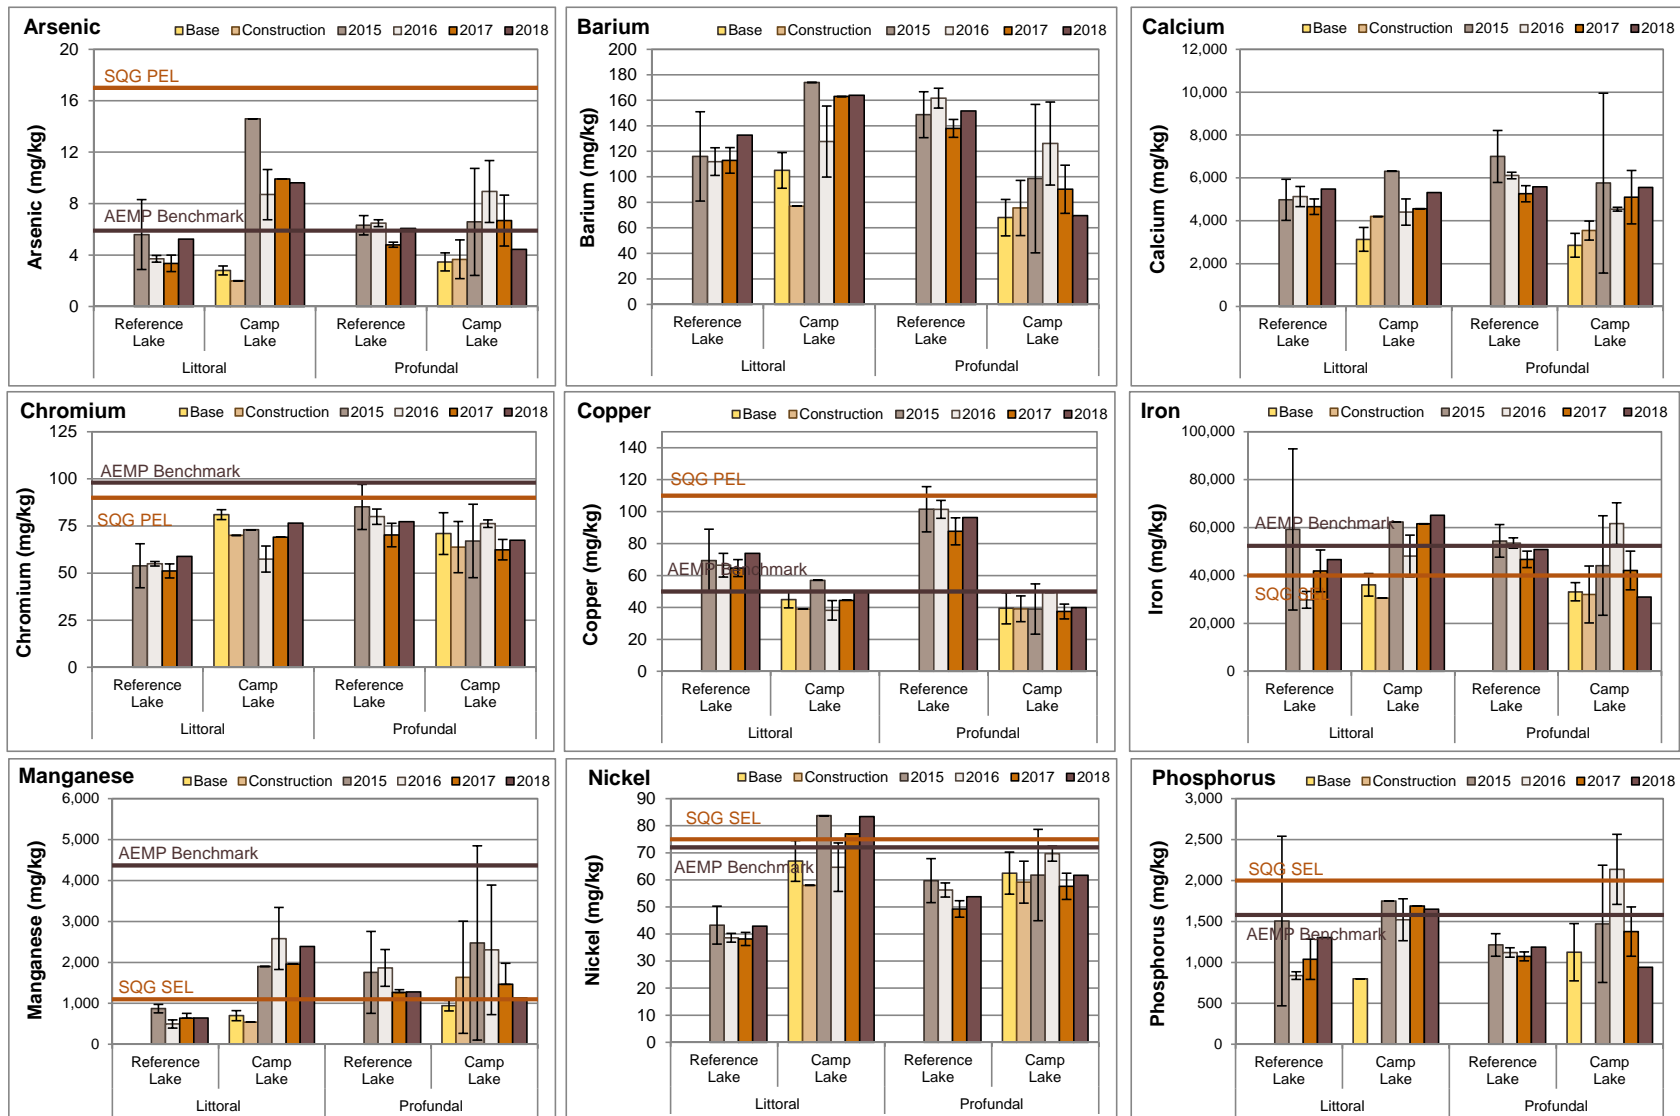 Arsenic
Base Construction 2015 2016 2017 2018
20
16
12
8
4
0
Arsenic (mg/kg)
SQG PEL
AEMP Benchmark
Reference Lake
Camp Lake
Reference Lake
Camp Lake
Littoral
Profundal
Barium
Base Construction 2015 2016 2017 2018
200
180
160
140
120
100
80
60
40
20
0
Barium (mg/kg)
Reference Lake
Camp Lake
Reference Lake
Camp Lake
Littoral
Profundal
Calcium
Base Construction 2015 2016 2017 2018
12,000
10,000
8,000
6,000
4,000
2,000
0
Calcium (mg/kg)
Reference Lake
Camp Lake
Reference Lake
Camp Lake
Littoral
Profundal
Chromium
Base Construction 2015 2016 2017 2018
125
100
75
50
25
0
Chromium (mg/kg)
AEMP Benchmark
SQG PEL
Reference Lake
Camp Lake
Reference Lake
Camp Lake
Littoral
Profundal
Copper
Base Construction 2015 2016 2017 2018
140
120
100
80
60
40
20
0
Copper (mg/kg)
SQG PEL
AEMP Benchmark
Reference Lake
Camp Lake
Reference Lake
Camp Lake
Littoral
Profundal
Iron
Base Construction 2015 2016 2017 2018
100,000
80,000
60,000
40,000
20,000
0
Iron (mg/kg)
AEMP Benchmark
SQG SEL
Reference Lake
Camp Lake
Reference Lake
Camp Lake
Littoral
Profundal
Manganese
Base Construction 2015 2016 2017 2018
6,000
5,000
4,000
3,000
2,000
1,000
0
Manganese (mg/kg)
AEMP Benchmark
SQG SEL
Reference Lake
Camp Lake
Reference Lake
Camp Lake
Littoral
Profundal
Nickel
Base Construction 2015 2016 2017 2018
90
80
70
60
50
40
30
20
10
0
Nickel (mg/kg)
SQG SEL
AEMP Benchmark
Reference Lake
Camp Lake
Reference Lake
Camp Lake
Littoral
Profundal
Phosphorus
Base Construction 2015 2016 2017 2018
3,000
2,500
2,000
1,500
1,000
500
0
Phosphorus (mg/kg)
SQG SEL
AEMP Benchmark
Reference Lake
Camp Lake
Reference Lake
Camp Lake
Littoral
Profundal